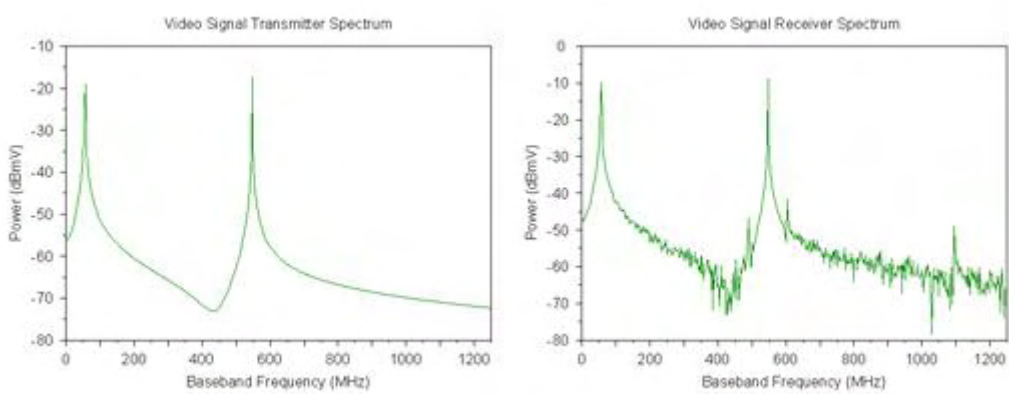 Video Signal Transmitter Spectrum
-10
-20
-30
-40
-50
-60
-70
-80
Power (dBmV)
0 200 400 600 800 1000 1200
Baseband Frequency (MHz)
Video Signal Receiver Spectrum
0
-10
-20
-30
-40
-50
-60
-70
-80
Power (dBmV)
0 200 400 600 800 1000 1200
Baseband Frequency (MHz)